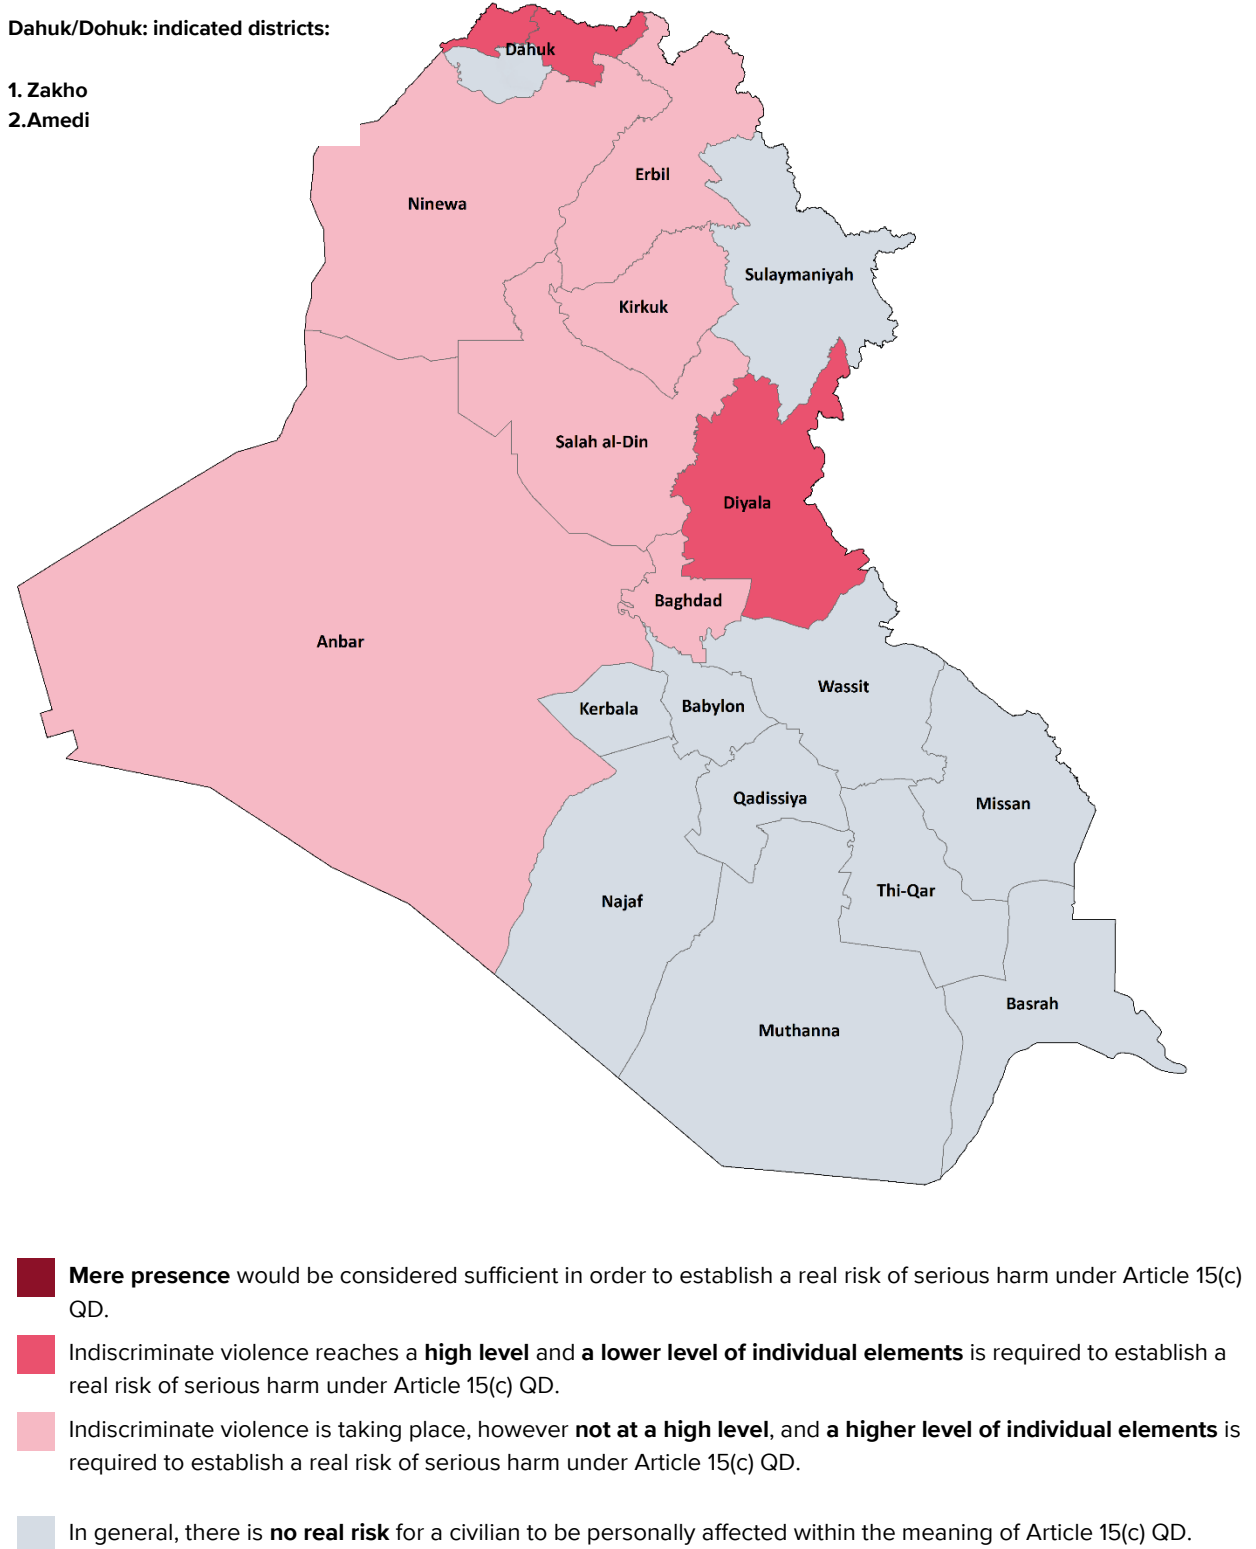 Dahuk/Dohuk: indicated districts:
1. Zakho
2.Amedi
Dahuk
Erbil
Ninewa
Sulaymaniyah
Kirkuk
Salah al-Din
Diyala
Baghdad
Anbar
Wassit
Kerbala
Babylon
Qadissiya
Missan
Thi-Qar
Najaf
Basrah
Muthanna
Mere presence would be considered sufficient in order to establish a real risk of serious harm under Article 15(c)
QD.
Indiscriminate violence reaches a high level and a lower level of individual elements is required to establish a
real risk of serious harm under Article 15(c) QD.
Indiscriminate violence is taking place, however not at a high level, and a higher level of individual elements is
required to establish a real risk of serious harm under Article 15(c) QD.
In general, there is no real risk for a civilian to be personally affected within the meaning of Article 15(c) QD.